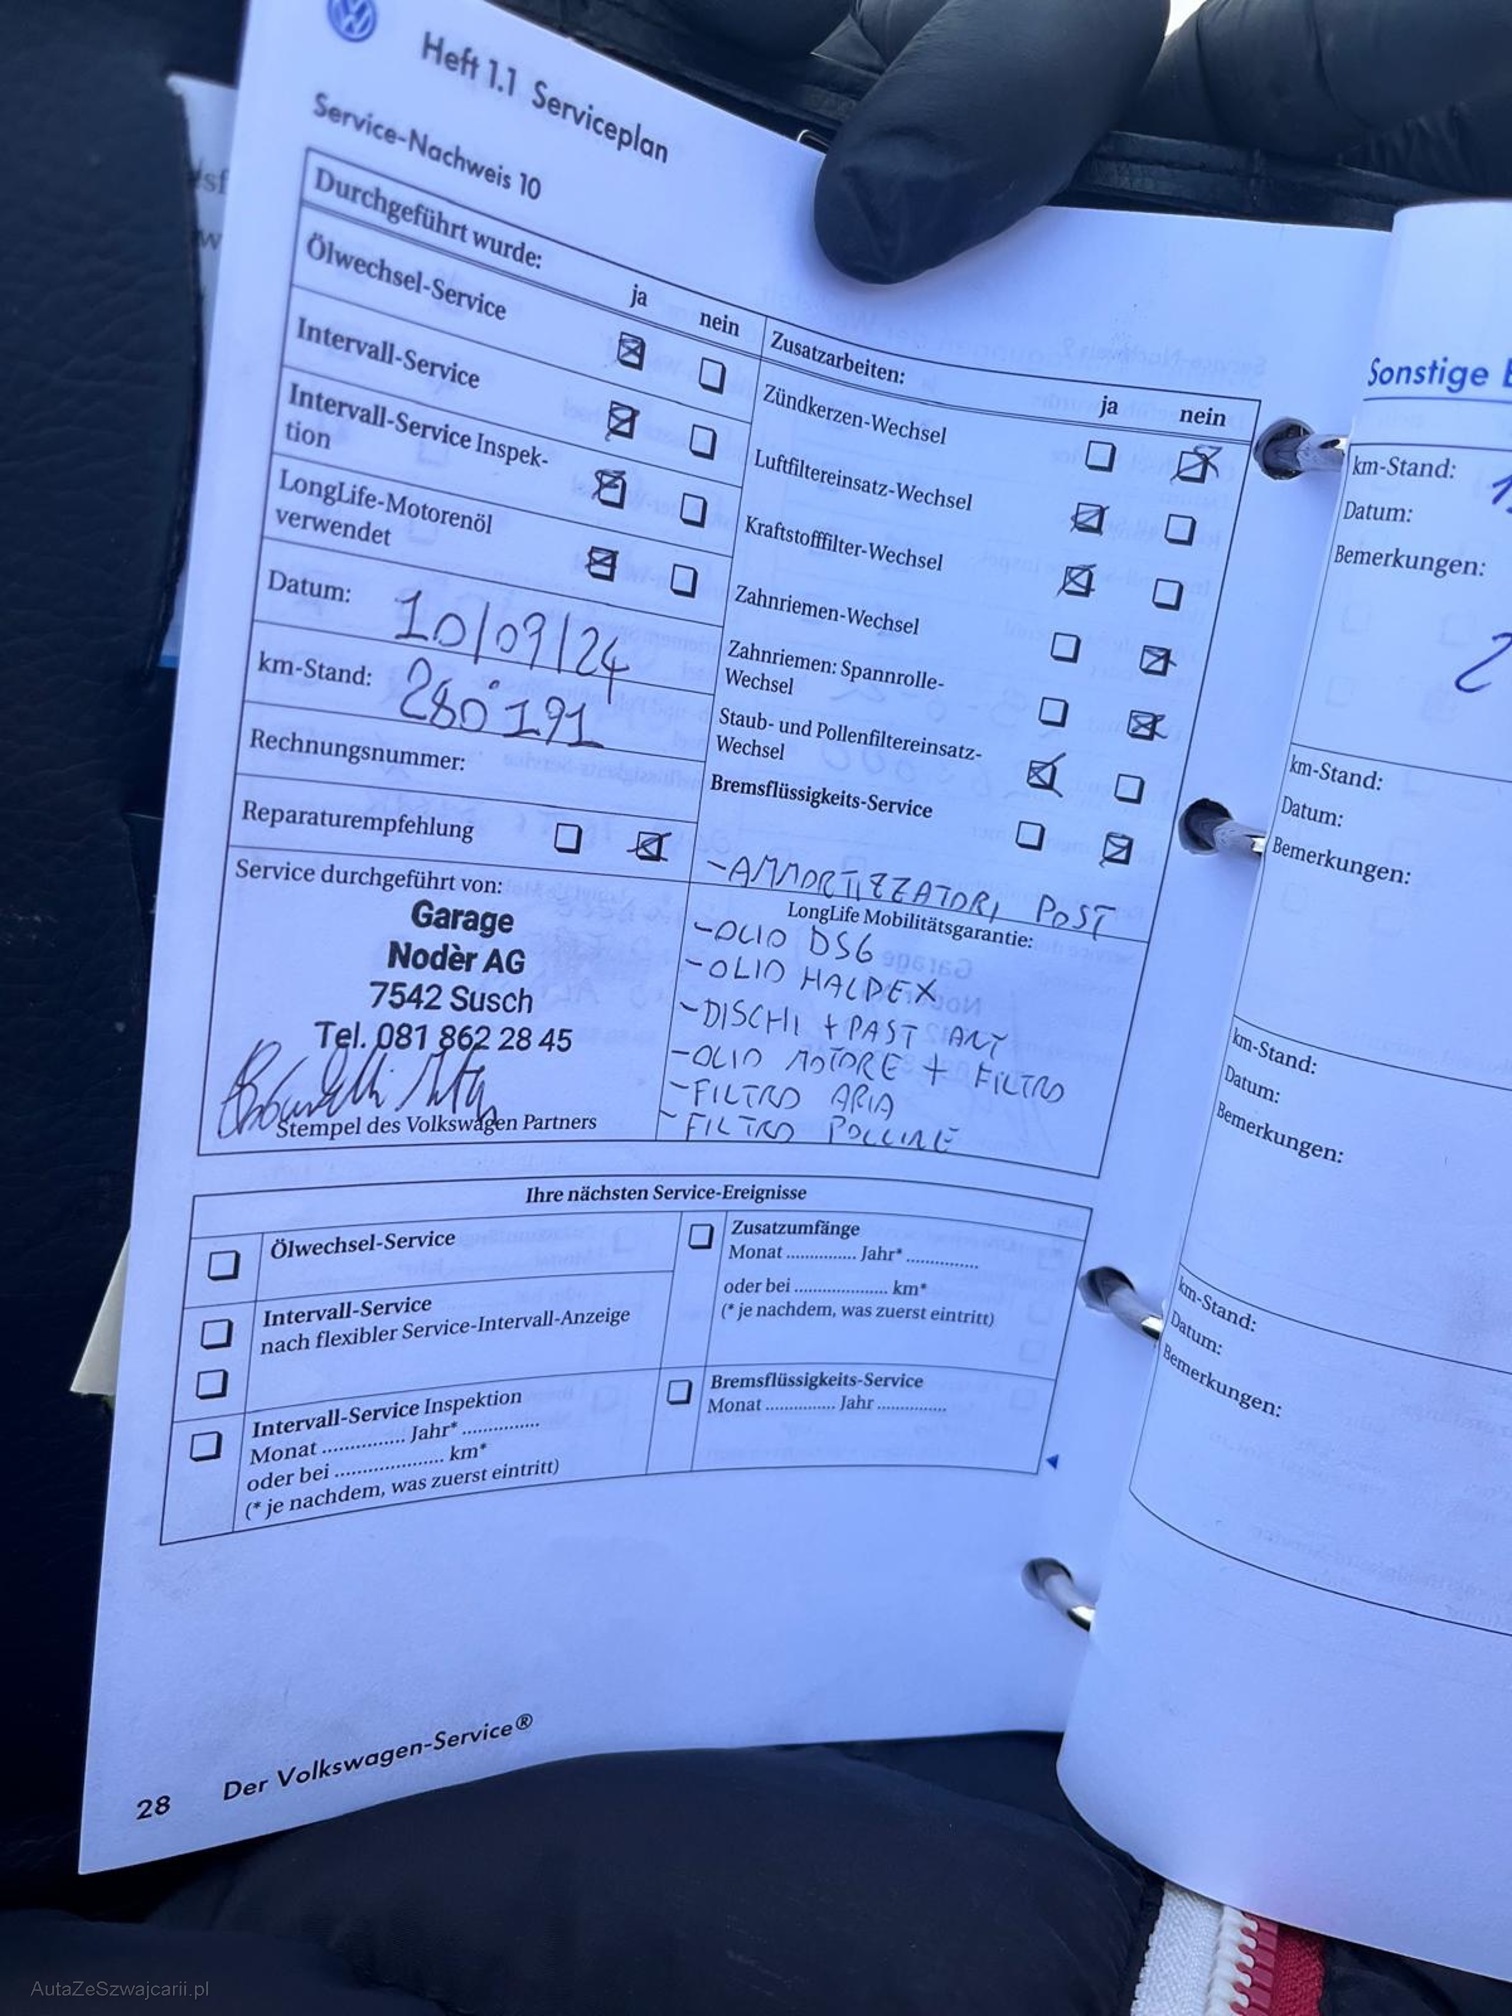 Heft 1.1 Serviceplan
Service-Nachweis 10
Durchgeführt wurde:
ja nein
Ölwechsel-Service
Intervall-Service
Intervall-Service Inspek-
tion
LongLife-Motorenöl
verwendet
Datum: 10/09/24
km-Stand: 280'191
Rechnungsnummer:
Reparaturempfehlung
Service durchgeführt von:
Garage
Nodèr AG
7542 Susch
Tel. 081 862 28 45
Stempel des Volkswagen Partners
Zusatzarbeiten:
ja nein
Zündkerzen-Wechsel
Luftfiltereinsatz-Wechsel
Kraftstofffilter-Wechsel
Zahnriemen-Wechsel
Zahnriemen: Spannrolle-
Wechsel
Staub- und Pollenfiltereinsatz-
Wechsel
Bremsflüssigkeits-Service
-AMMORTIZZATORI POST
LongLife Mobilitätsgarantie:
-OLIO DSG
-OLIO HALDEX
-DISCHI + PAST ANT
-OLIO MOTORE + FILTRO
-FILTRO ARIA
-FILTRO POLLINE
Ihre nächsten Service-Ereignisse
Ölwechsel-Service
Intervall-Service
nach flexibler Service-Intervall-Anzeige
Intervall-Service Inspektion
Monat ................ Jahr* ...............
oder bei ..................... km*
(* je nachdem, was zuerst eintritt)
Zusatzumfänge
Monat .............. Jahr* ..............
oder bei ................... km*
(* je nachdem, was zuerst eintritt)
Bremsflüssigkeits-Service
Monat .............. Jahr ..............
28 Der Volkswagen-Service®
Sonstige
km-Stand:
Datum:
Bemerkungen:
2
km-Stand:
Datum:
Bemerkungen:
km-Stand:
Datum:
Bemerkungen:
km-Stand:
Datum:
Bemerkungen:
AutaZeSzwajcarii.pl